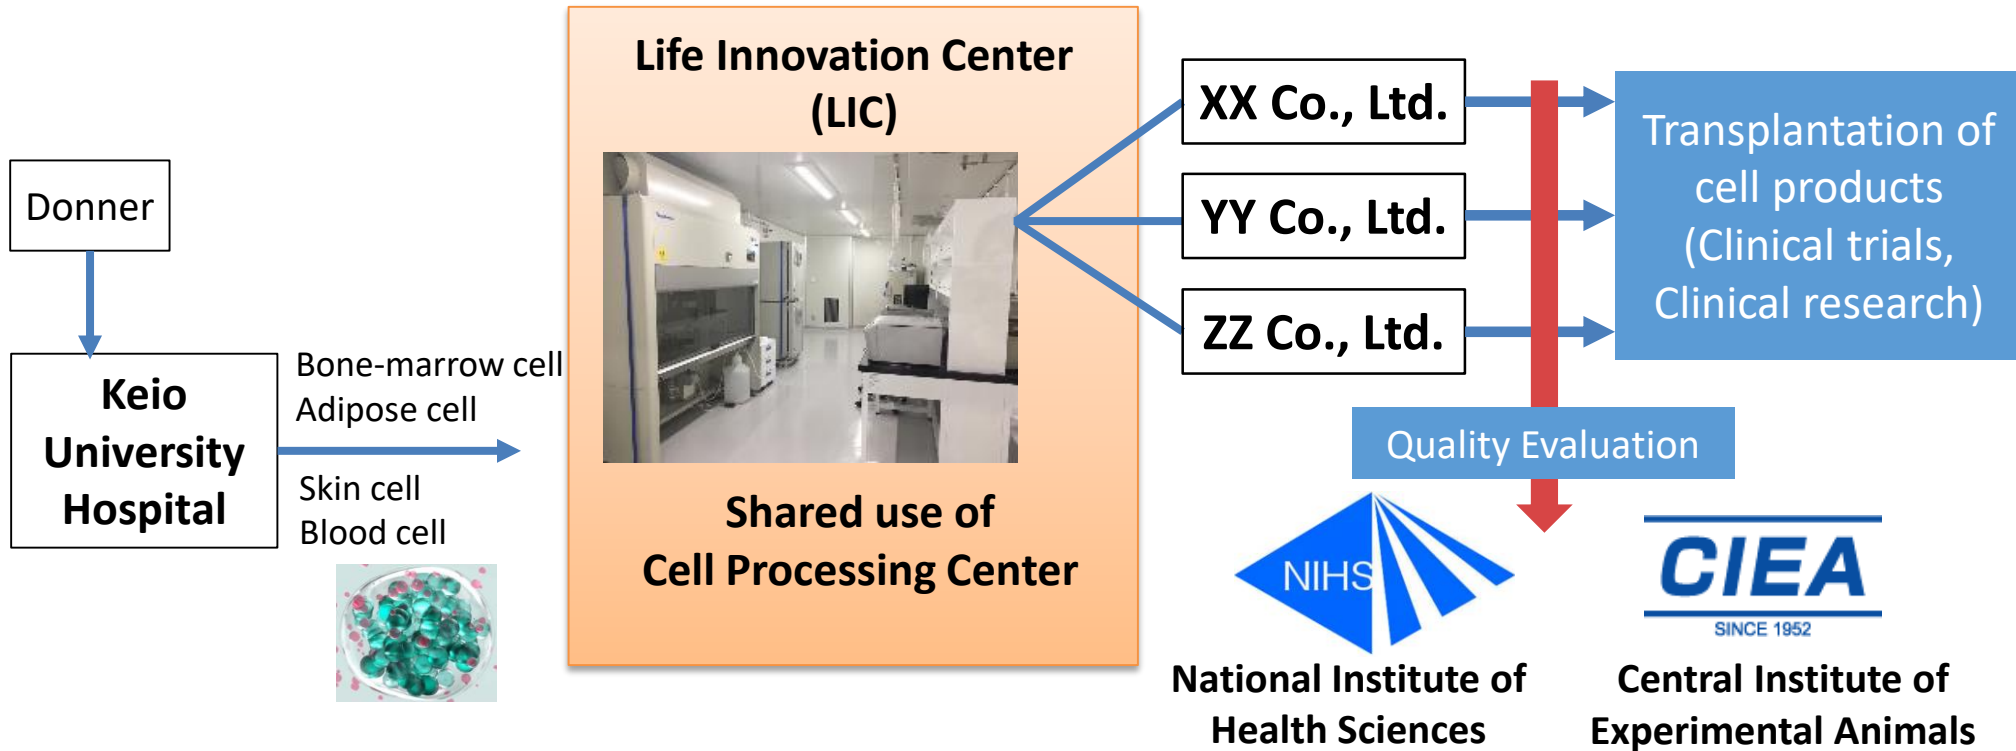 Life Innovation Center
(LIC)
Donner
Keio
University
Hospital
Bone-marrow cell
Adipose cell
Skin cell
Blood cell
Shared use of
Cell Processing Center
XX Co., Ltd.
YY Co., Ltd.
ZZ Co., Ltd.
Transplantation of
cell products
(Clinical trials,
Clinical research)
Quality Evaluation
NIHS
National Institute of
Health Sciences
CIEA
SINCE 1952
Central Institute of
Experimental Animals